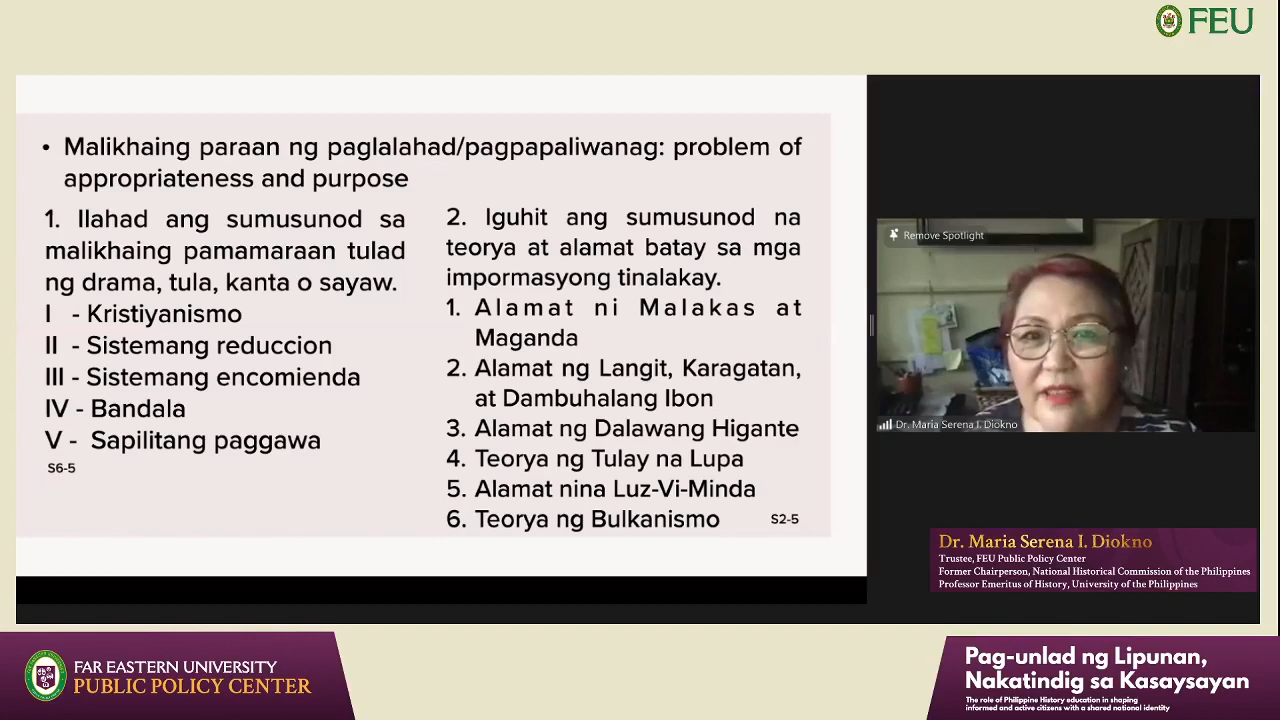 FEU
• Malikhaing paraan ng paglalahad/pagpapaliwanag: problem of
appropriateness and purpose
1. Ilahad ang sumusunod sa
malikhaing pamamaraan tulad
ng drama, tula, kanta o sayaw.
I - Kristiyanismo
II - Sistemang reduccion
III - Sistemang encomienda
IV - Bandala
V - Sapilitang paggawa
S6-5
2. Iguhit ang sumusunod na
teorya at alamat batay sa mga
impormasyong tinalakay.
1. Alamat ni Malakas at
Maganda
2. Alamat ng Langit, Karagatan,
at Dambuhalang Ibon
3. Alamat ng Dalawang Higante
4. Teorya ng Tulay na Lupa
5. Alamat nina Luz-Vi-Minda
6. Teorya ng Bulkanismo
S2-5
Remove Spotlight
Dr. Maria Serena I. Diokno
Dr. Maria Serena I. Diokno
Trustee, FEU Public Policy Center
Former Chairperson, National Historical Commission of the Philippines
Professor Emeritus of History, University of the Philippines
FAR EASTERN UNIVERSITY
PUBLIC POLICY CENTER
Pag-unlad ng Lipunan,
Nakatindig sa Kasaysayan
The role of Philippine History education in shaping
informed and active citizens with a shared national identity